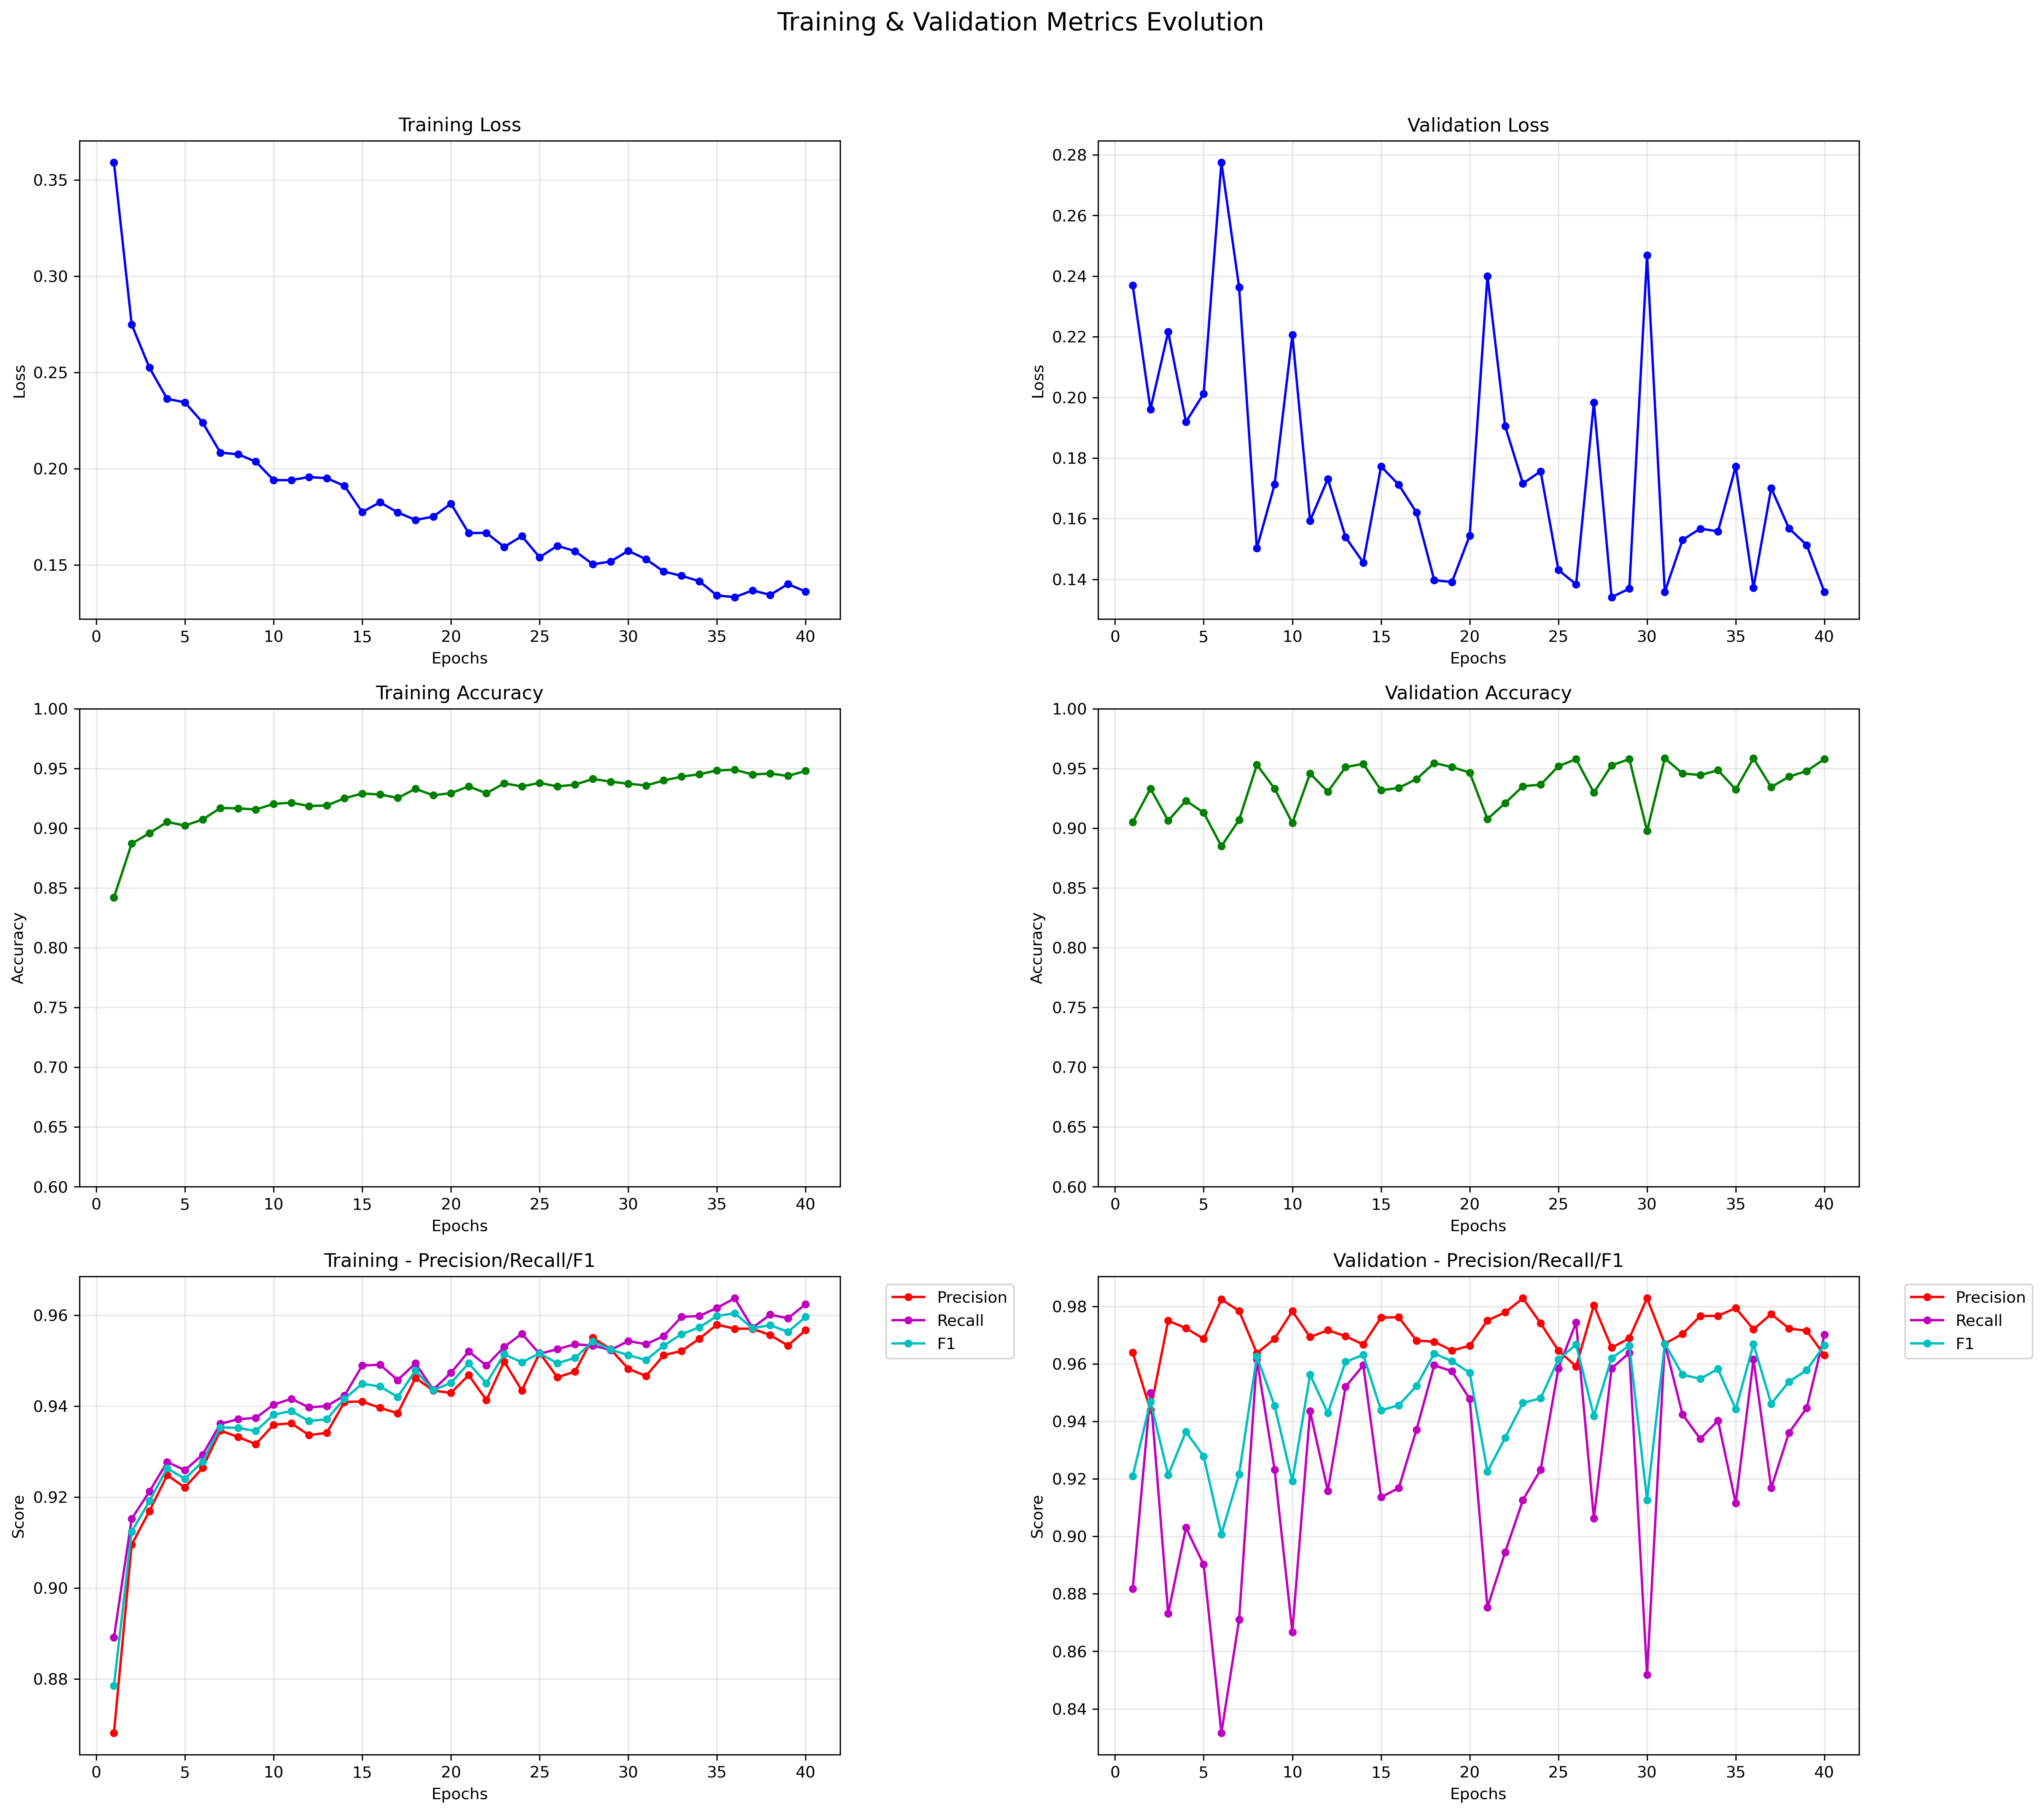 Training & Validation Metrics Evolution
Training Loss
0.35
0.30
0.25
0.20
0.15
Loss
0 5 10 15 20 25 30 35 40
Epochs
Validation Loss
0.28
0.26
0.24
0.22
0.20
0.18
0.16
0.14
Loss
0 5 10 15 20 25 30 35 40
Epochs
Training Accuracy
1.00
0.95
0.90
0.85
0.80
0.75
0.70
0.65
0.60
Accuracy
0 5 10 15 20 25 30 35 40
Epochs
Validation Accuracy
1.00
0.95
0.90
0.85
0.80
0.75
0.70
0.65
0.60
Accuracy
0 5 10 15 20 25 30 35 40
Epochs
Training - Precision/Recall/F1
0.96
0.94
0.92
0.90
0.88
Score
0 5 10 15 20 25 30 35 40
Epochs
Precision
Recall
F1
Validation - Precision/Recall/F1
0.98
0.96
0.94
0.92
0.90
0.88
0.86
0.84
Score
0 5 10 15 20 25 30 35 40
Epochs
Precision
Recall
F1